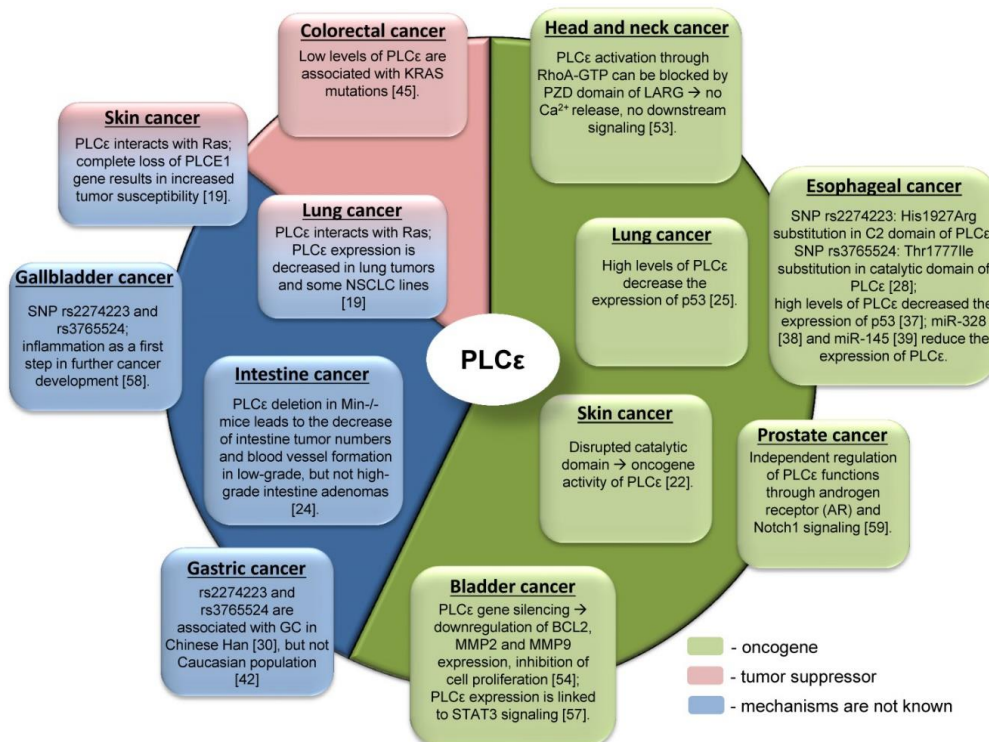 Colorectal cancer
Low levels of PLCε are
associated with KRAS
mutations [45].
Head and neck cancer
PLCε activation through
RhoA-GTP can be blocked by
PZD domain of LARG → no
Ca²⁺ release, no downstream
signaling [53].
Skin cancer
PLCε interacts with Ras;
complete loss of PLCE1
gene results in increased
tumor susceptibility [19].
Lung cancer
PLCε interacts with Ras;
PLCε expression is
decreased in lung tumors
and some NSCLC lines
[19]
Lung cancer
High levels of PLCε
decrease the
expression of p53 [25].
Esophageal cancer
SNP rs2274223: His1927Arg
substitution in C2 domain of PLCε
SNP rs3765524: Thr1777Ile
substitution in catalytic domain of
PLCε [28];
high levels of PLCε decreased the
expression of p53 [37]; miR-328
[38] and miR-145 [39] reduce the
expression of PLCε.
Gallbladder cancer
SNP rs2274223 and
rs3765524;
inflammation as a first
step in further cancer
development [58].
PLCε
Intestine cancer
PLCε deletion in Min-/-
mice leads to the decrease
of intestine tumor numbers
and blood vessel formation
in low-grade, but not high-
grade intestine adenomas
[24].
Skin cancer
Disrupted catalytic
domain → oncogene
activity of PLCε [22].
Prostate cancer
Independent regulation
of PLCε functions
through androgen
receptor (AR) and
Notch1 signaling [59].
Gastric cancer
rs2274223 and
rs3765524 are
associated with GC in
Chinese Han [30], but not
Caucasian population
[42]
Bladder cancer
PLCε gene silencing →
downregulation of BCL2,
MMP2 and MMP9
expression, inhibition of
cell proliferation [54];
PLCε expression is linked
to STAT3 signaling [57].
- oncogene
- tumor suppressor
- mechanisms are not known